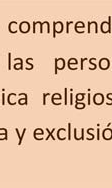 comprend
las perso
ica religios
a y exclusió